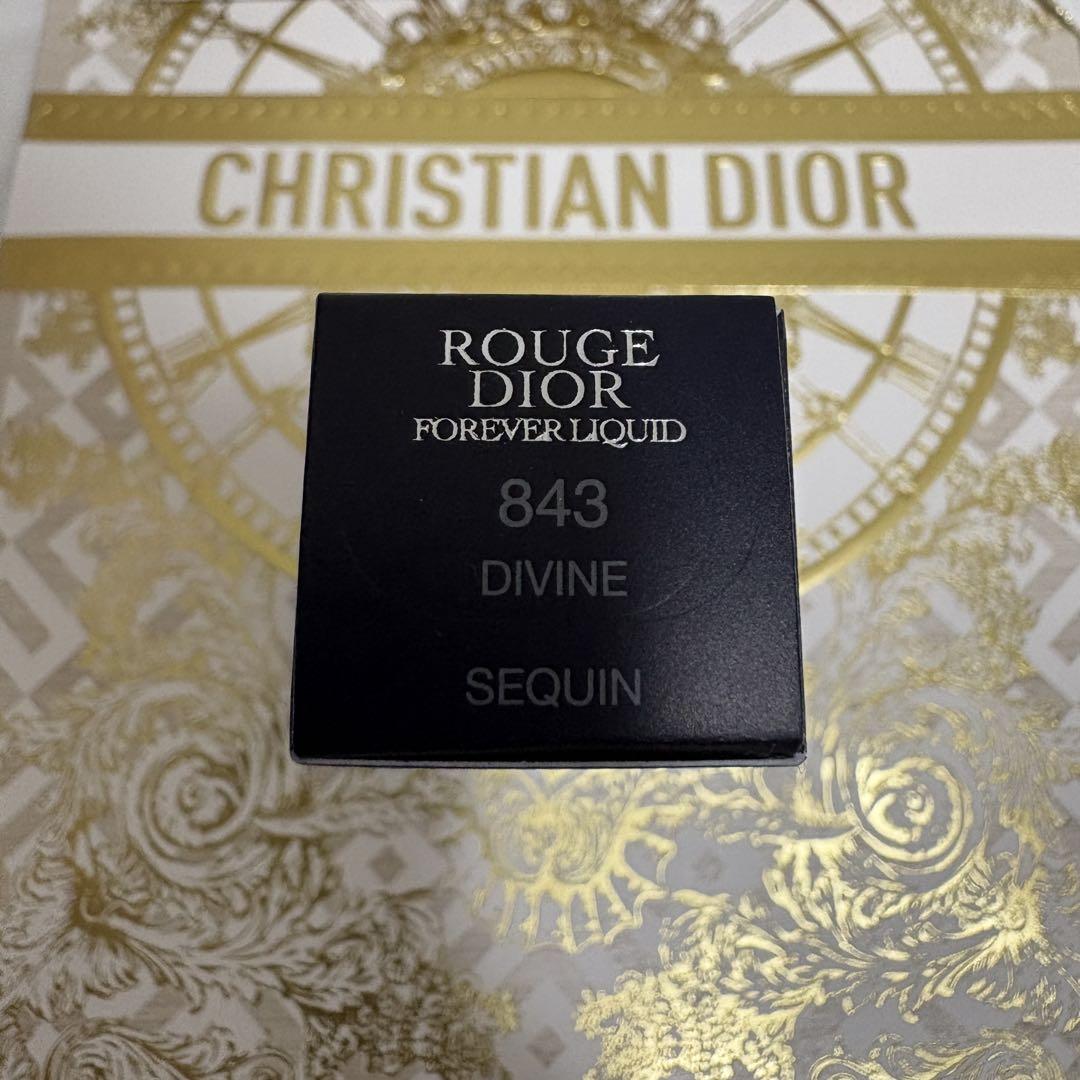 CHRISTIAN DIOR
ROUGE
DIOR
FOREVER LIQUID
843
DIVINE
SEQUIN